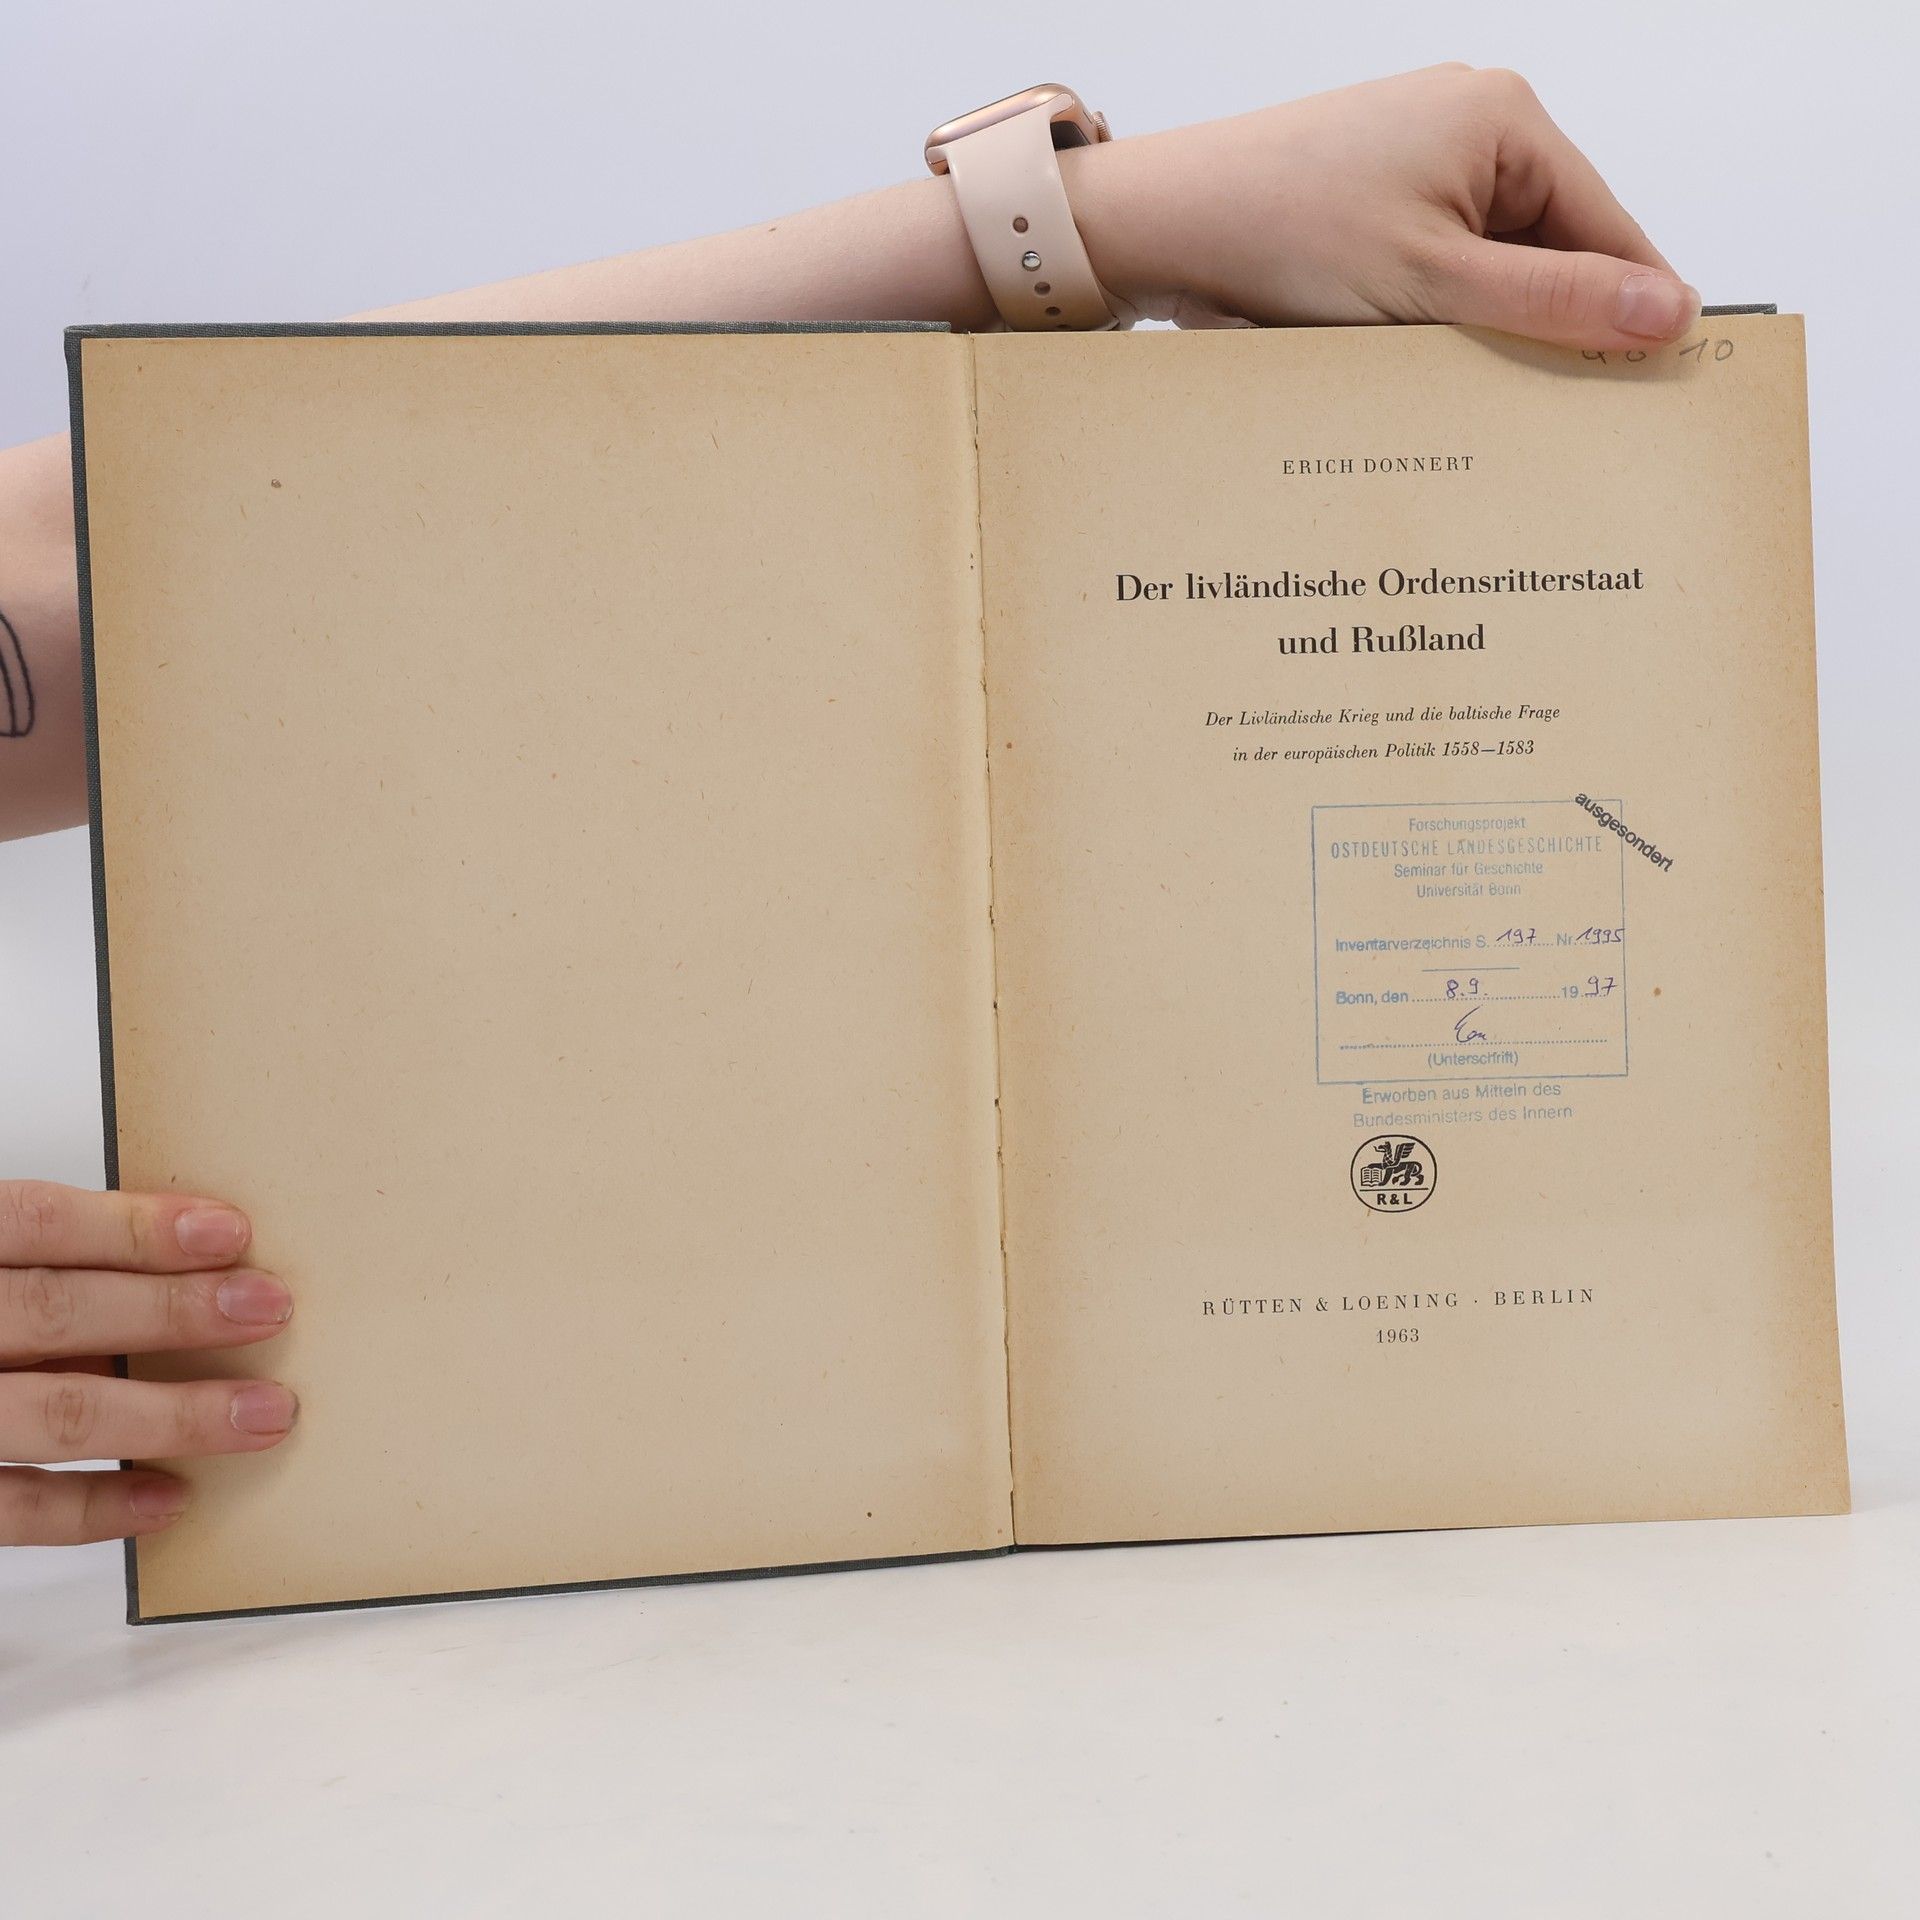 10
ERICH DONNERT
Der livländische Ordensritterstaat
und Rußland
Der Livländische Krieg und die baltische Frage
in der europäischen Politik 1558—1583
ausgesondert
Forschungsprojekt
OSTDEUTSCHE LANDESGESCHICHTE
Seminar für Geschichte
Universität Bonn
Inventarverzeichnis S. 197 Nr. 1995
Bonn, den 8.9. 1997
(Unterschrift)
Erworben aus Mitteln des
Bundesministers des Innern
R & L
RÜTTEN & LOENING · BERLIN
1963